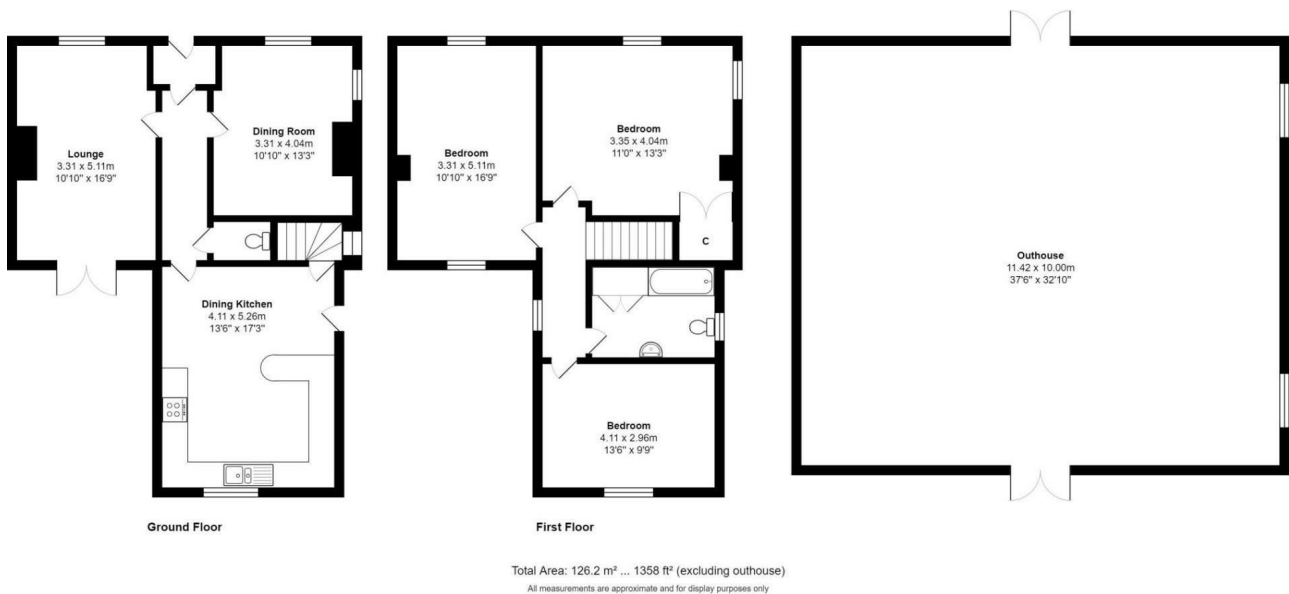 Lounge
3.31 x 5.11m
10'10" x 16'9"
Dining Room
3.31 x 4.04m
10'10" x 13'3"
Dining Kitchen
4.11 x 5.26m
13'6" x 17'3"
Ground Floor
Bedroom
3.31 x 5.11m
10'10" x 16'9"
Bedroom
3.35 x 4.04m
11'0" x 13'3"
C
Bedroom
4.11 x 2.96m
13'6" x 9'9"
First Floor
Outhouse
11.42 x 10.00m
37'6" x 32'10"
Total Area: 126.2 m² ... 1358 ft² (excluding outhouse)
All measurements are approximate and for display purposes only